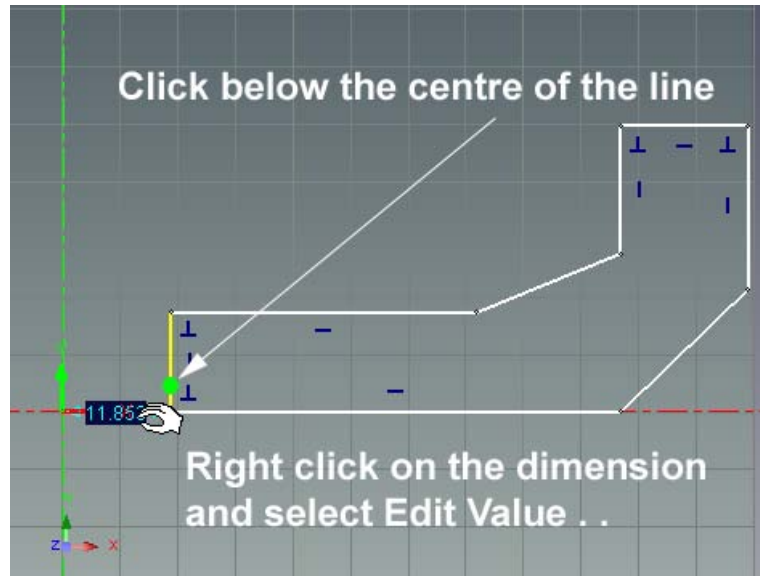 Click below the centre of the line
11.852
Right click on the dimension
and select Edit Value . .
z x